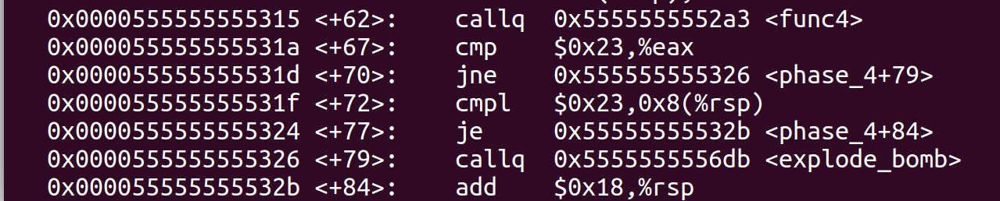 0x0000555555555315 <+62>: callq 0x5555555552a3 <func4>
0x000055555555531a <+67>: cmp $0x23,%eax
0x000055555555531d <+70>: jne 0x555555555326 <phase_4+79>
0x000055555555531f <+72>: cmpl $0x23,0x8(%rsp)
0x0000555555555324 <+77>: je 0x55555555532b <phase_4+84>
0x0000555555555326 <+79>: callq 0x5555555556db <explode_bomb>
0x000055555555532b <+84>: add $0x18,%rsp